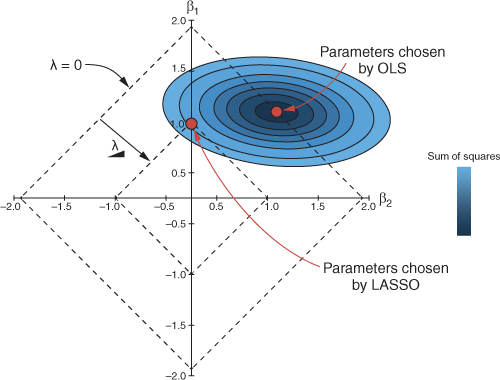 2.0
β1
λ = 0
1.5
Parameters chosen
by OLS
λ
1.0
Sum of squares
0.5
−2.0
−1.5
−1.0
−0.5
0.5
1.0
1.5
2.0
β2
−0.5
−1.0
Parameters chosen
by LASSO
−1.5
−2.0